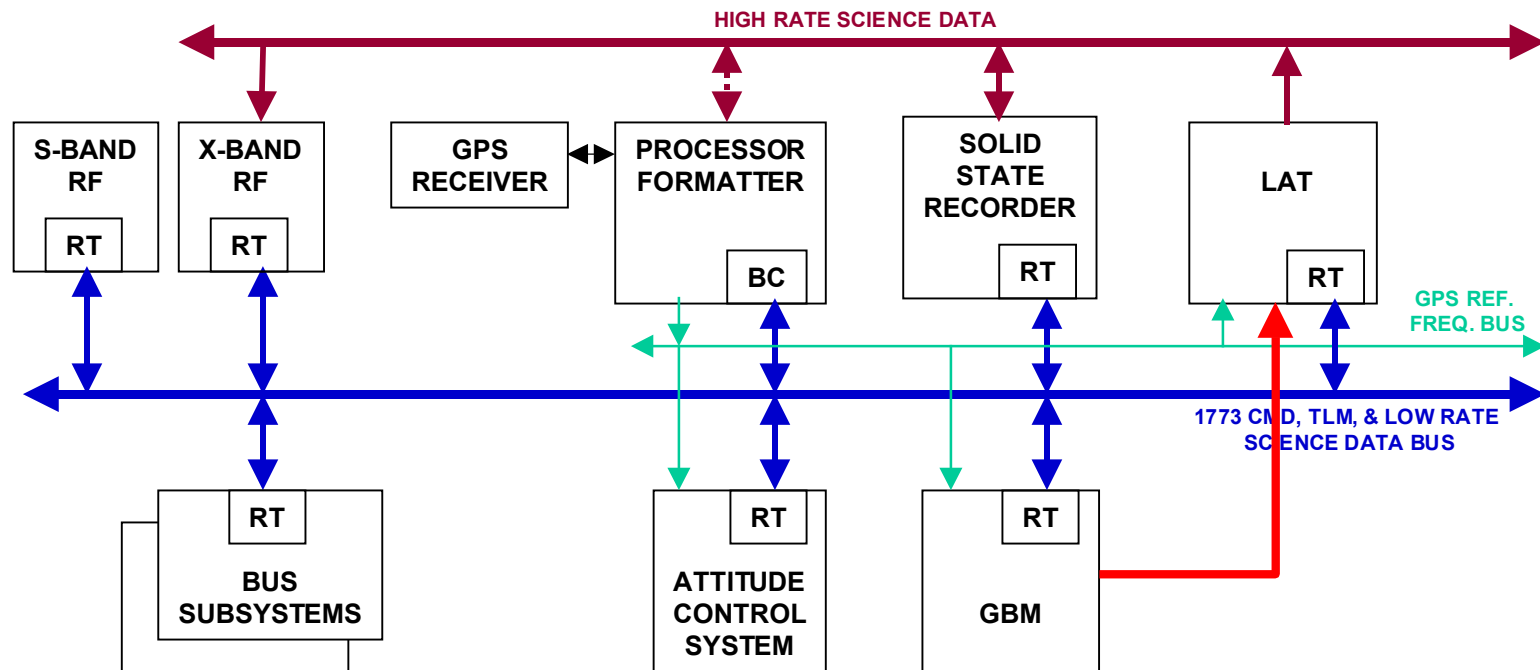 HIGH RATE SCIENCE DATA
S-BAND
RF
RT
X-BAND
RF
RT
GPS
RECEIVER
PROCESSOR
FORMATTER
BC
SOLID
STATE
RECORDER
RT
LAT
RT
GPS REF.
FREQ. BUS
1773 CMD, TLM, & LOW RATE
SCIENCE DATA BUS
RT
BUS
SUBSYSTEMS
RT
ATTITUDE
CONTROL
SYSTEM
RT
GBM